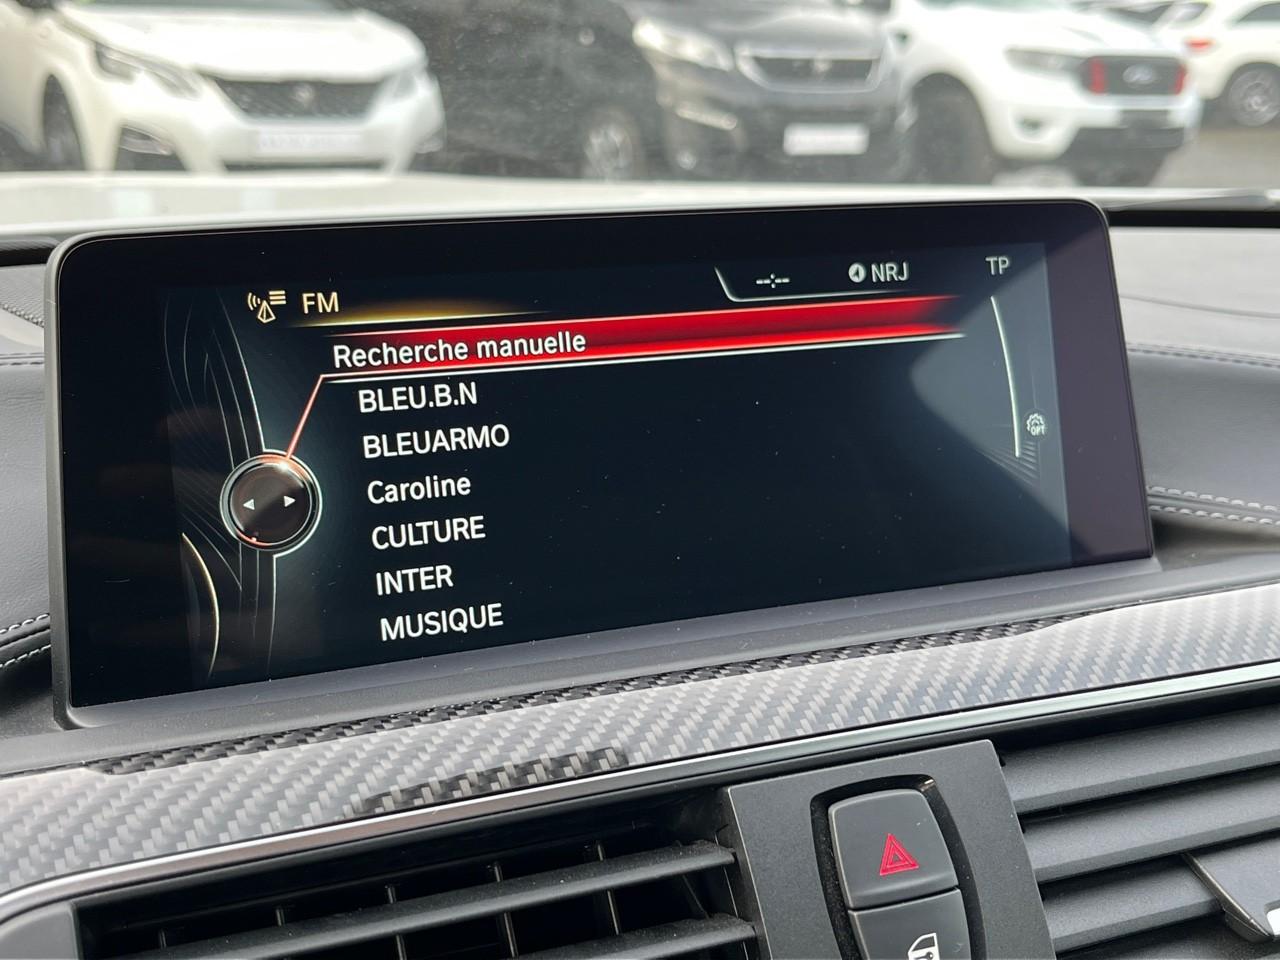 FM
--:--
NRJ
TP
Recherche manuelle
BLEU.B.N
BLEUARMO
Caroline
CULTURE
INTER
MUSIQUE
OPT